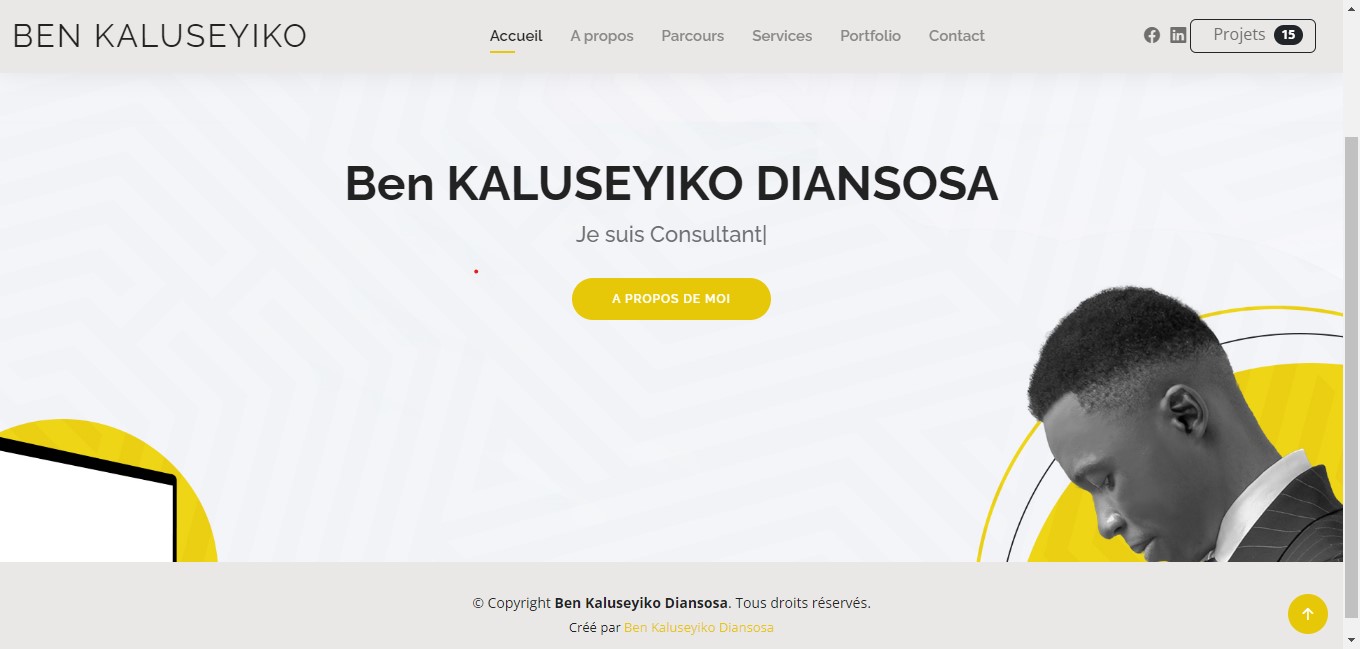 BEN KALUSEYIKO
Accueil A propos Parcours Services Portfolio Contact
Projets 15
Ben KALUSEYIKO DIANSOSA
Je suis Consultant|
A PROPOS DE MOI
© Copyright Ben Kaluseyiko Diansosa. Tous droits réservés.
Créé par Ben Kaluseyiko Diansosa